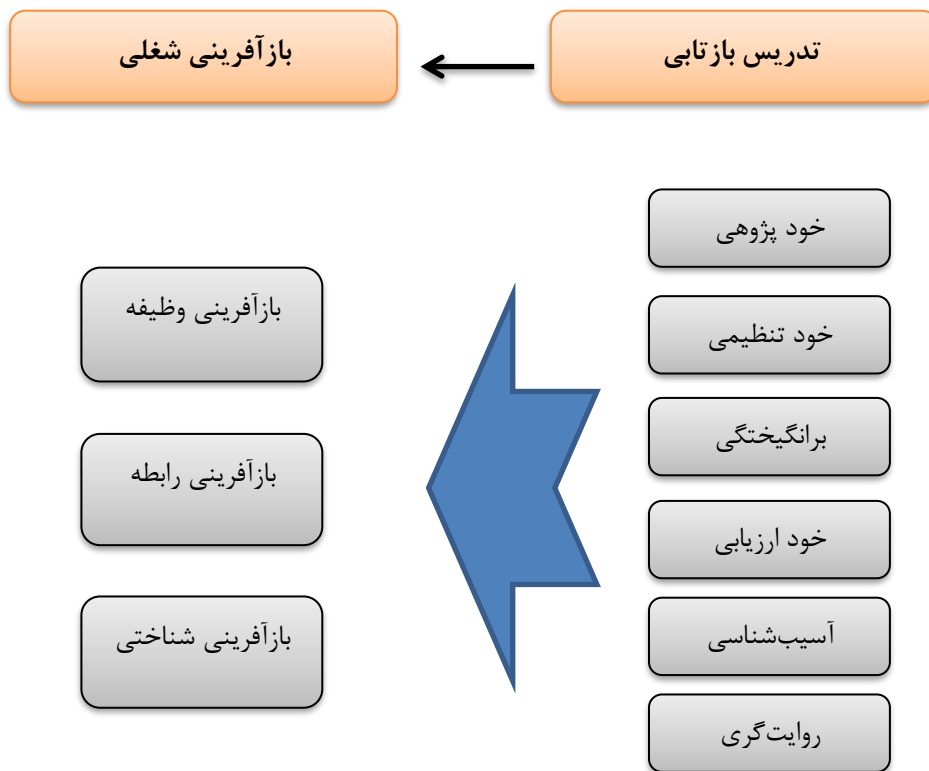 تدریس بازتابی
بازآفرینی شغلی
خود پژوهی
خود تنظیمی
برانگیختگی
خود ارزیابی
آسیب‌شناسی
روایت‌گری
بازآفرینی وظیفه
بازآفرینی رابطه
بازآفرینی شناختی